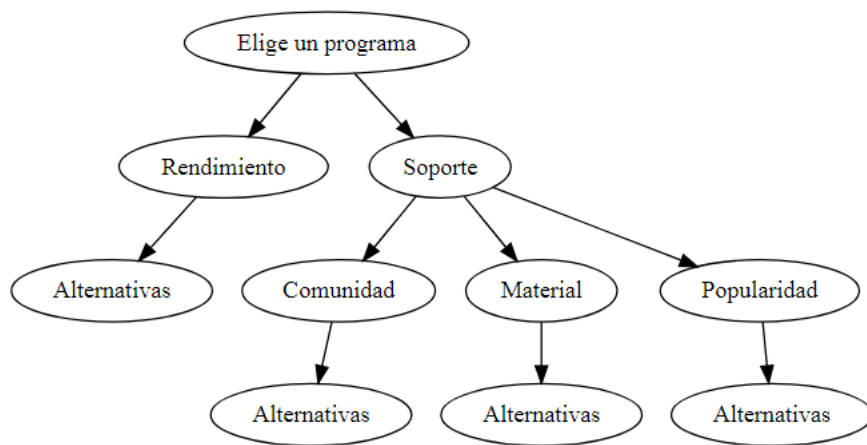 Elige un programa
Rendimiento
Soporte
Alternativas
Comunidad
Material
Popularidad
Alternativas
Alternativas
Alternativas